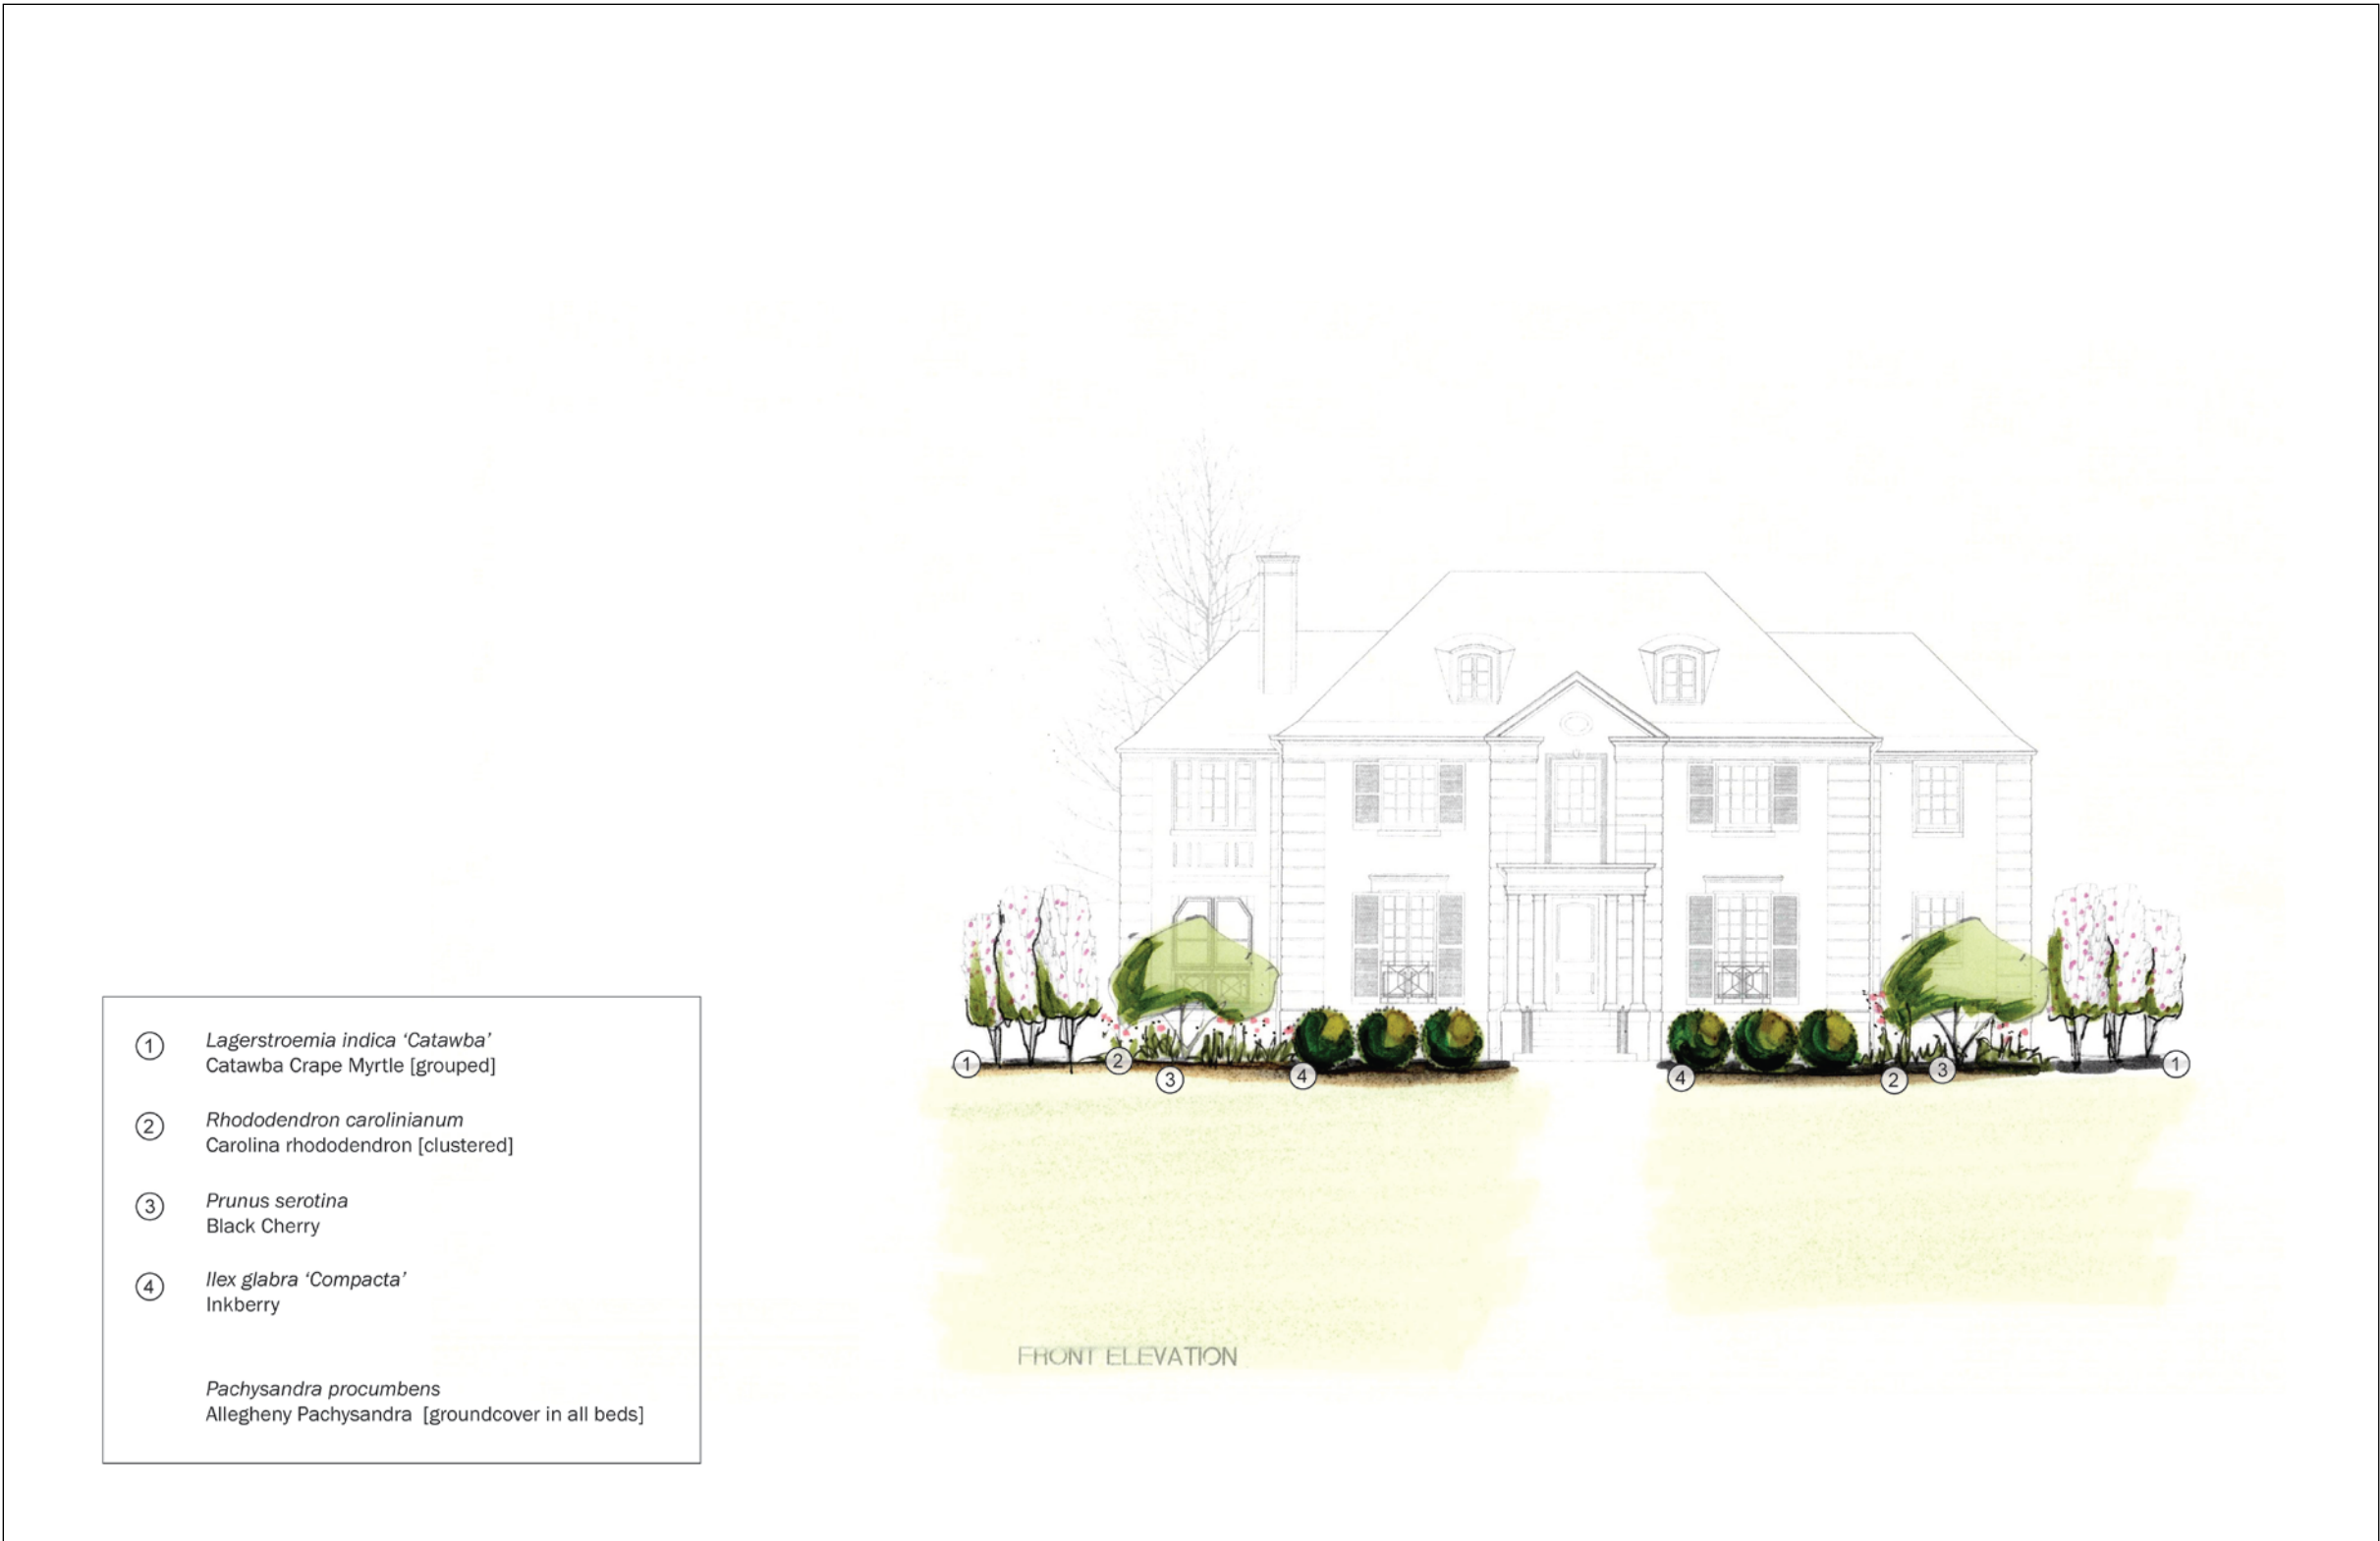 1
Lagerstroemia indica ‘Catawba’
Catawba Crape Myrtle [grouped]
2
Rhododendron carolinianum
Carolina rhododendron [clustered]
3
Prunus serotina
Black Cherry
4
Ilex glabra ‘Compacta’
Inkberry
Pachysandra procumbens
Allegheny Pachysandra [groundcover in all beds]
1
2
3
4
4
2
3
1
FRONT ELEVATION